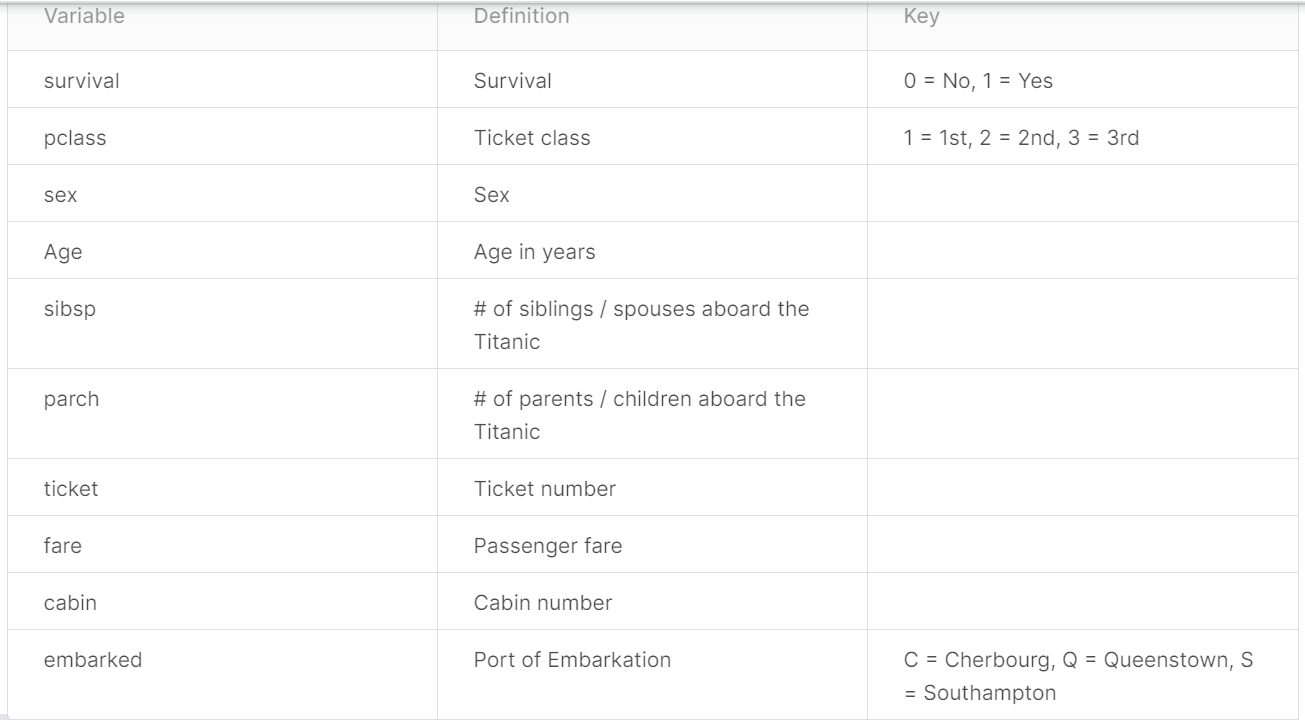 Variable Definition Key
survival Survival 0 = No, 1 = Yes
pclass Ticket class 1 = 1st, 2 = 2nd, 3 = 3rd
sex Sex
Age Age in years
sibsp # of siblings / spouses aboard the
Titanic
parch # of parents / children aboard the
Titanic
ticket Ticket number
fare Passenger fare
cabin Cabin number
embarked Port of Embarkation C = Cherbourg, Q = Queenstown, S
= Southampton